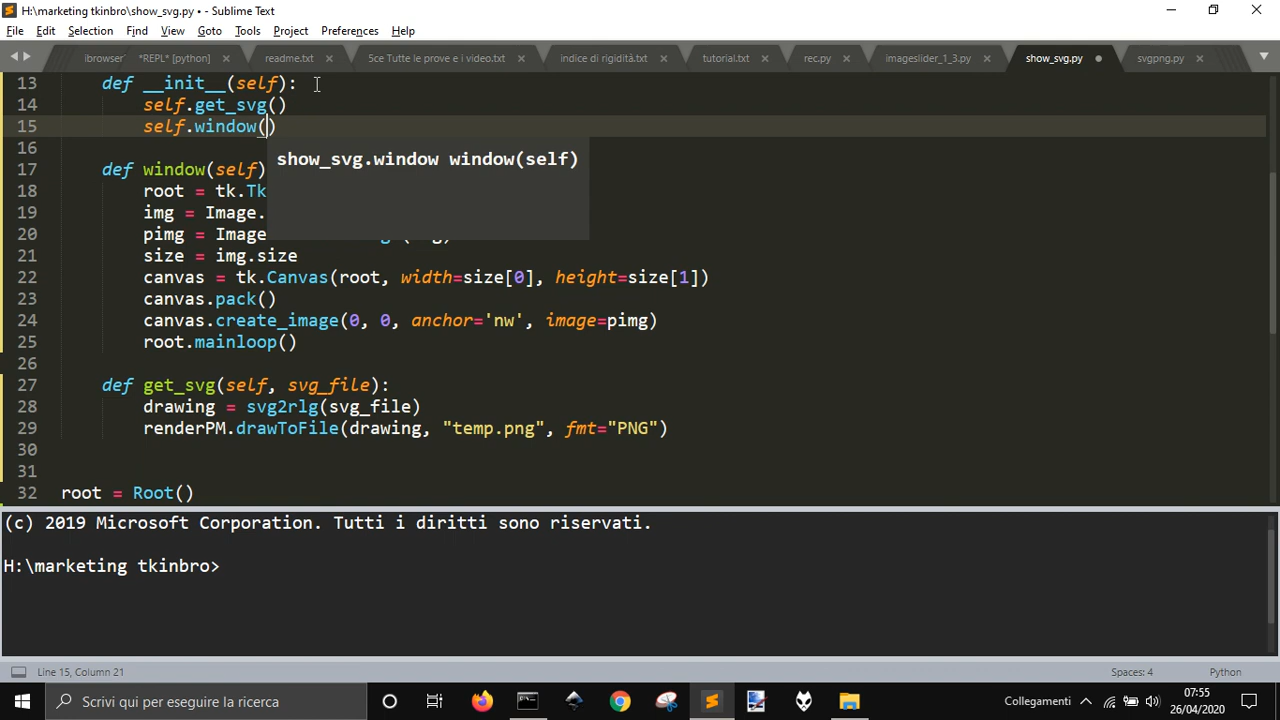 H:\marketing tkinbro\show_svg.py • - Sublime Text
File Edit Selection Find View Goto Tools Project Preferences Help
ibrowser *REPL* [python] readme.txt 5ce Tutte le prove e i video.txt indice di rigidità.txt tutorial.txt rec.py imageslider_1_3.py show_svg.py svgpng.py
13 def __init__(self):
14 self.get_svg()
15 self.window()
16
show_svg.window window(self)
17 def window(self)
18 root = tk.Tk
19 img = Image.
20 pimg = Image
21 size = img.size
22 canvas = tk.Canvas(root, width=size[0], height=size[1])
23 canvas.pack()
24 canvas.create_image(0, 0, anchor='nw', image=pimg)
25 root.mainloop()
26
27 def get_svg(self, svg_file):
28 drawing = svg2rlg(svg_file)
29 renderPM.drawToFile(drawing, "temp.png", fmt="PNG")
30
31
32 root = Root()
(c) 2019 Microsoft Corporation. Tutti i diritti sono riservati.
H:\marketing tkinbro>
Line 15, Column 21 Spaces: 4 Python
Scrivi qui per eseguire la ricerca Collegamenti 07:55
26/04/2020